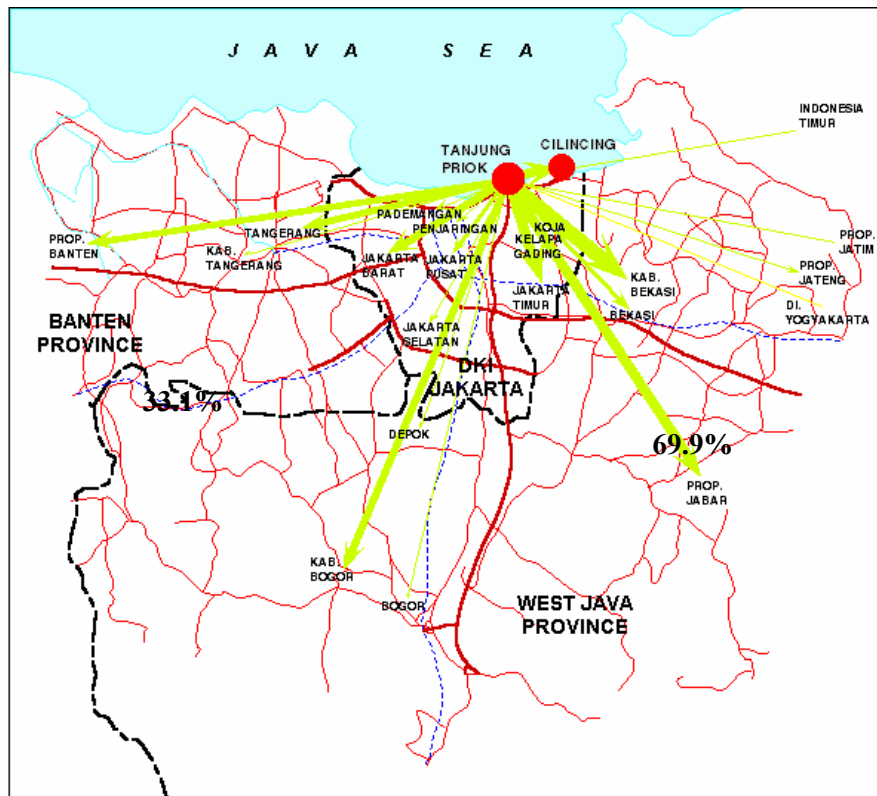 JAVA SEA
INDONESIA
TIMUR
TANJUNG
PRIOK
CILINCING
PADEMANGAN
PENJARINGAN
TANGERANG
KOJA
KELAPA
GADING
PROP.
BANTEN
KAB.
TANGERANG
JAKARTA
BARAT
JAKARTA
PUSAT
PROP.
JATIM
PROP.
JATENG
KAB.
BEKASI
JAKARTA
TIMUR
BEKASI
DI.
YOGYAKARTA
BANTEN
PROVINCE
JAKARTA
SELATAN
DKI
JAKARTA
33.1%
DEPOK
69.9%
PROP.
JABAR
KAB.
BOGOR
BOGOR
WEST JAVA
PROVINCE